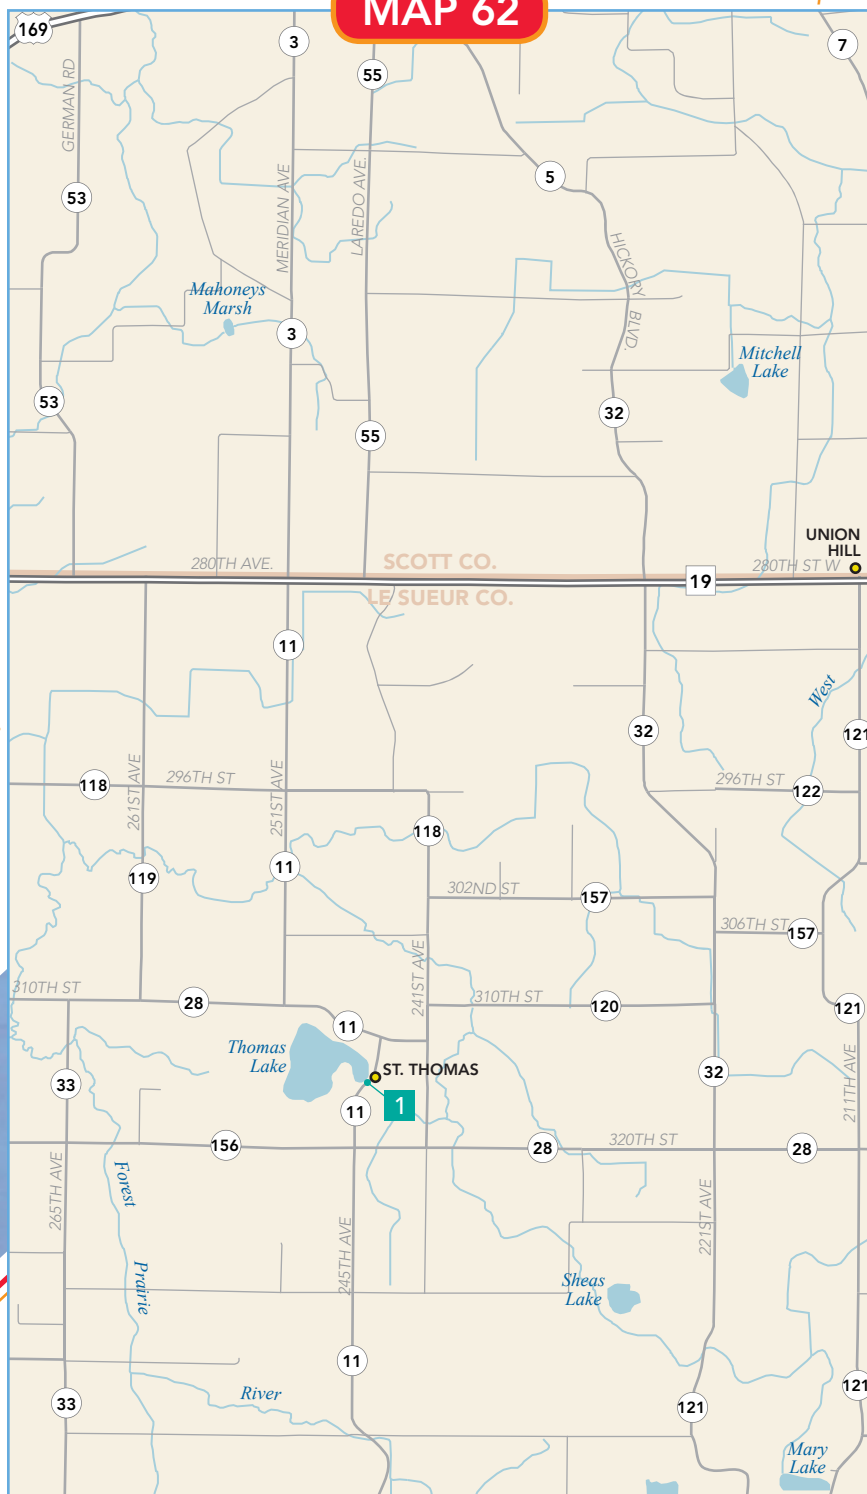 MAP 62
169
3
7
55
GERMAN RD
5
53
MERIDIAN AVE
LAREDO AVE.
HICKORY BLVD.
Mahoneys
Marsh
3
Mitchell
Lake
53
32
55
UNION
HILL
280TH AVE.
SCOTT CO.
280TH ST W
19
LE SUEUR CO.
11
West
32
121
118
296TH ST
261ST AVE
251ST AVE
296TH ST
122
118
11
119
302ND ST
157
306TH ST
157
241ST AVE
310TH ST
28
310TH ST
120
121
11
Thomas
Lake
ST. THOMAS
32
211TH AVE
33
1
11
156
28
320TH ST
28
265TH AVE
Forest
221ST AVE
245TH AVE
Prairie
Sheas
Lake
11
River
33
121
121
Mary
Lake